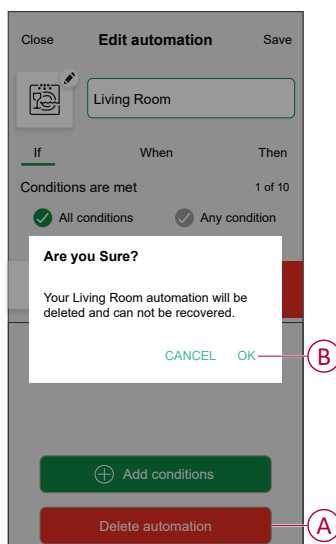 Close Edit automation Save
Living Room
If When Then
Conditions are met 1 of 10
All conditions Any condition
Are you Sure?
Your Living Room automation will be
deleted and can not be recovered.
CANCEL OK
B
Add conditions
Delete automation
A